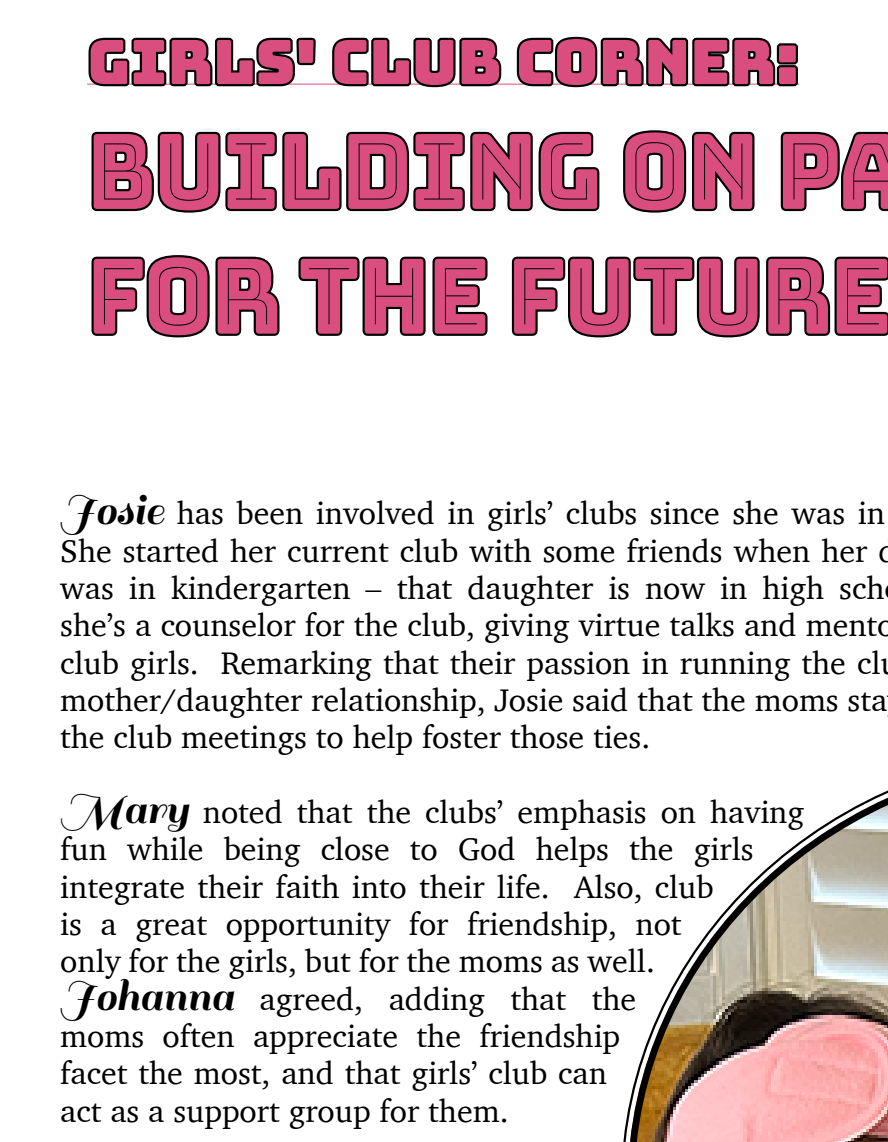 GIRLS' CLUB CORNER:
BUILDING ON
FOR THE FUTURE
Josie has been involved in girls’ clubs since she was in
She started her current club with some friends when her
was in kindergarten – that daughter is now in high
she’s a counselor for the club, giving virtue talks and
club girls.  Remarking that their passion in running the
mother/daughter relationship, Josie said that the moms
the club meetings to help foster those ties.
Mary noted that the clubs’ emphasis on having
fun while being close to God helps the girls
integrate their faith into their life.  Also, club
is a great opportunity for friendship, not
only for the girls, but for the moms as well.
Johanna agreed, adding that the
moms often appreciate the friendship
facet the most, and that girls’ club can
act as a support group for them.